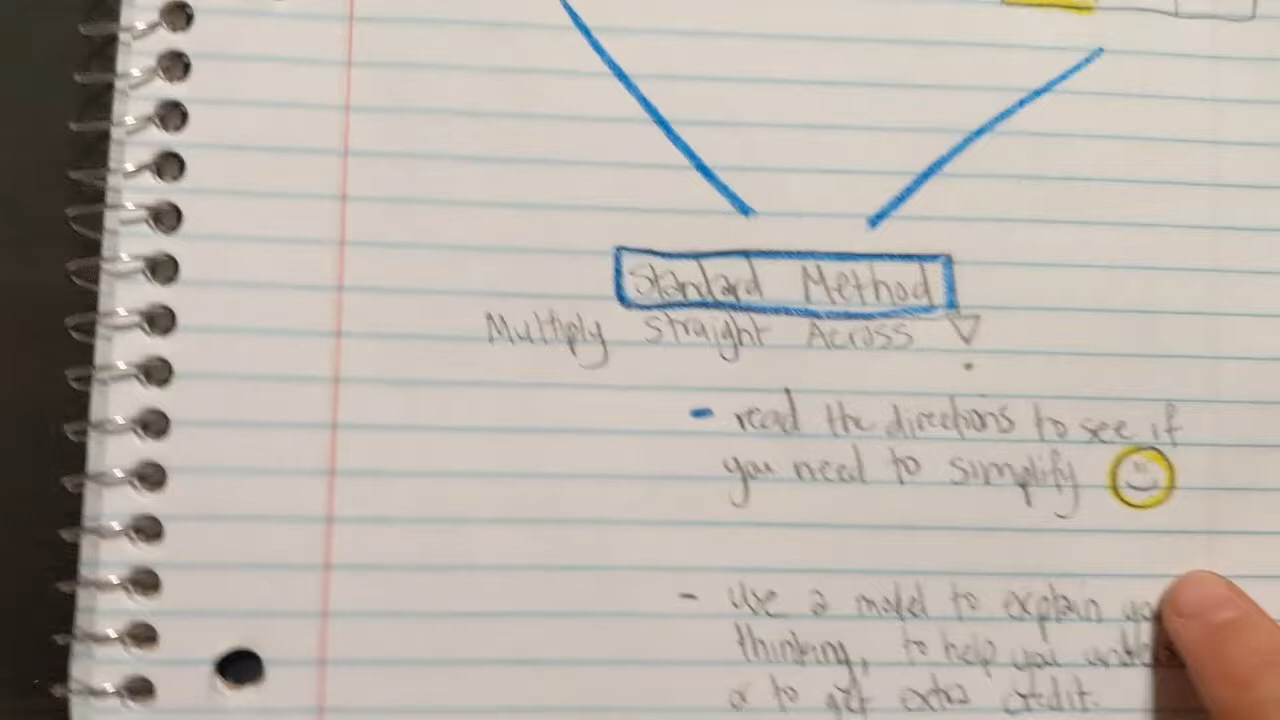 Standard Method
Multiply Straight Across
- read the directions to see if
you need to simplify
- use a model to explain
thinking, to help you
or to get extra credit.